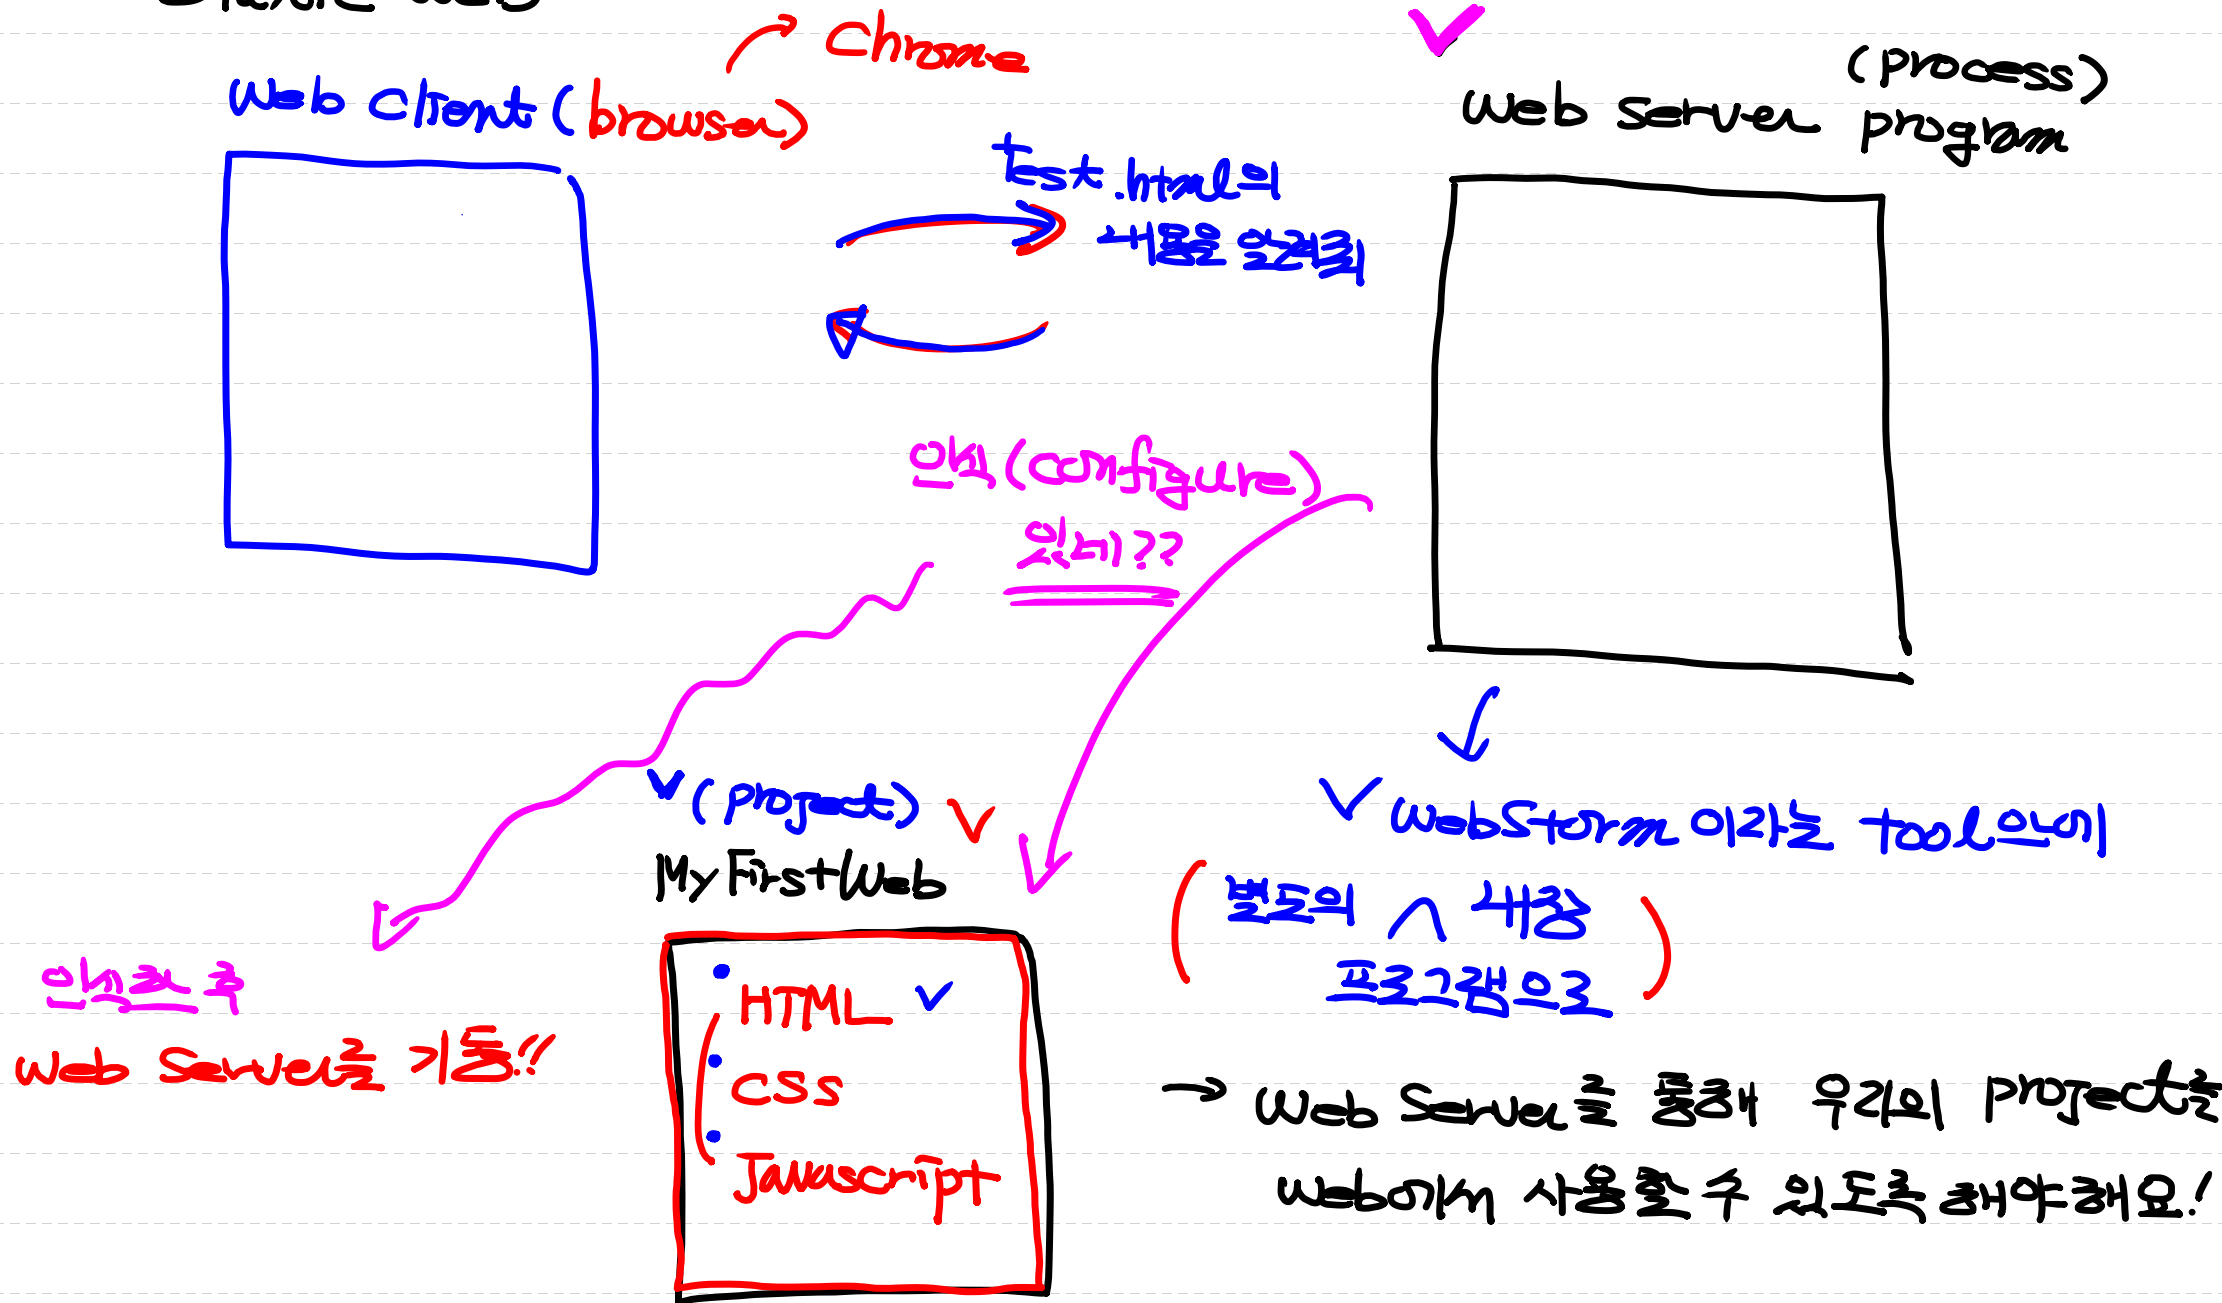 Chrome
Web Client (browser)
(process)
Web Server program
test.html의
내용을 알려줘
인식(configure)
있네??
(project)
MyFirstWeb
HTML
CSS
Javascript
인식된 후
Web Server를 기동!!
WebStorm 이라는 tool안에
별도의 내장
프로그램으로
→ Web Server를 통해 우리의 project를
Web에서 사용할 수 있도록 해야해요!